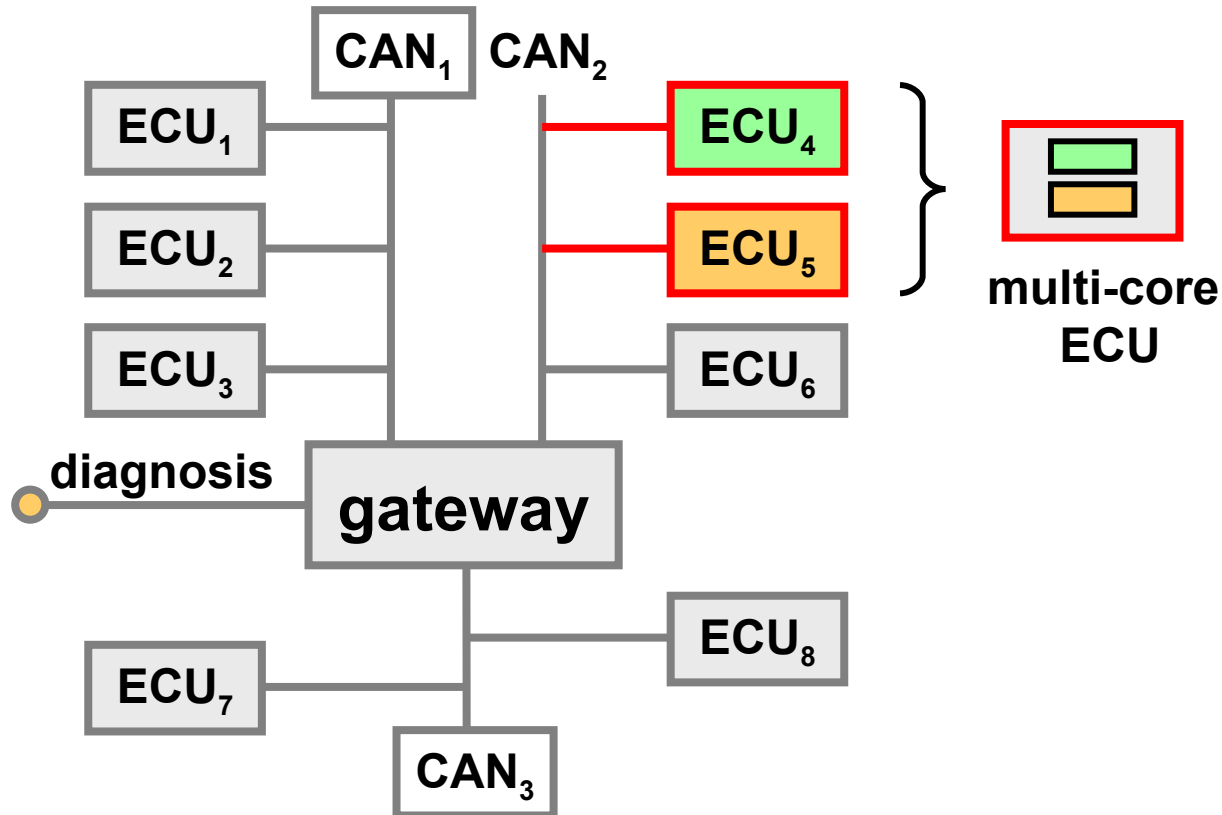 CAN₁
CAN₂
ECU₁
ECU₄
ECU₂
ECU₅
multi-core
ECU
ECU₃
ECU₆
diagnosis
gateway
ECU₈
ECU₇
CAN₃